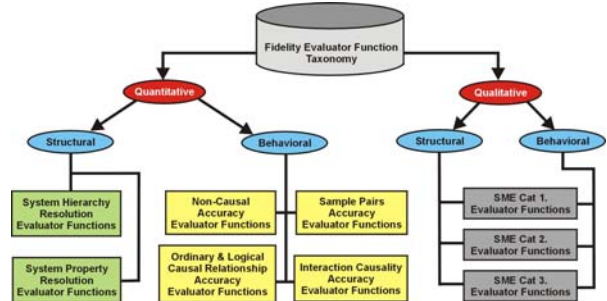 Fidelity Evaluator Function
Taxonomy
Quantitative
Qualitative
Structural
Behavioral
Structural
Behavioral
System Hierarchy
Resolution
Evaluator Functions
Non-Causal
Accuracy
Evaluator Functions
Sample Pairs
Accuracy
Evaluator Functions
SME Cat 1.
Evaluator Functions
SME Cat 2.
Evaluator Functions
System Property
Resolution
Evaluator Functions
Ordinary & Logical
Causal Relationship
Accuracy
Evaluator Functions
Interaction Causality
Accuracy
Evaluator Functions
SME Cat 3.
Evaluator Functions